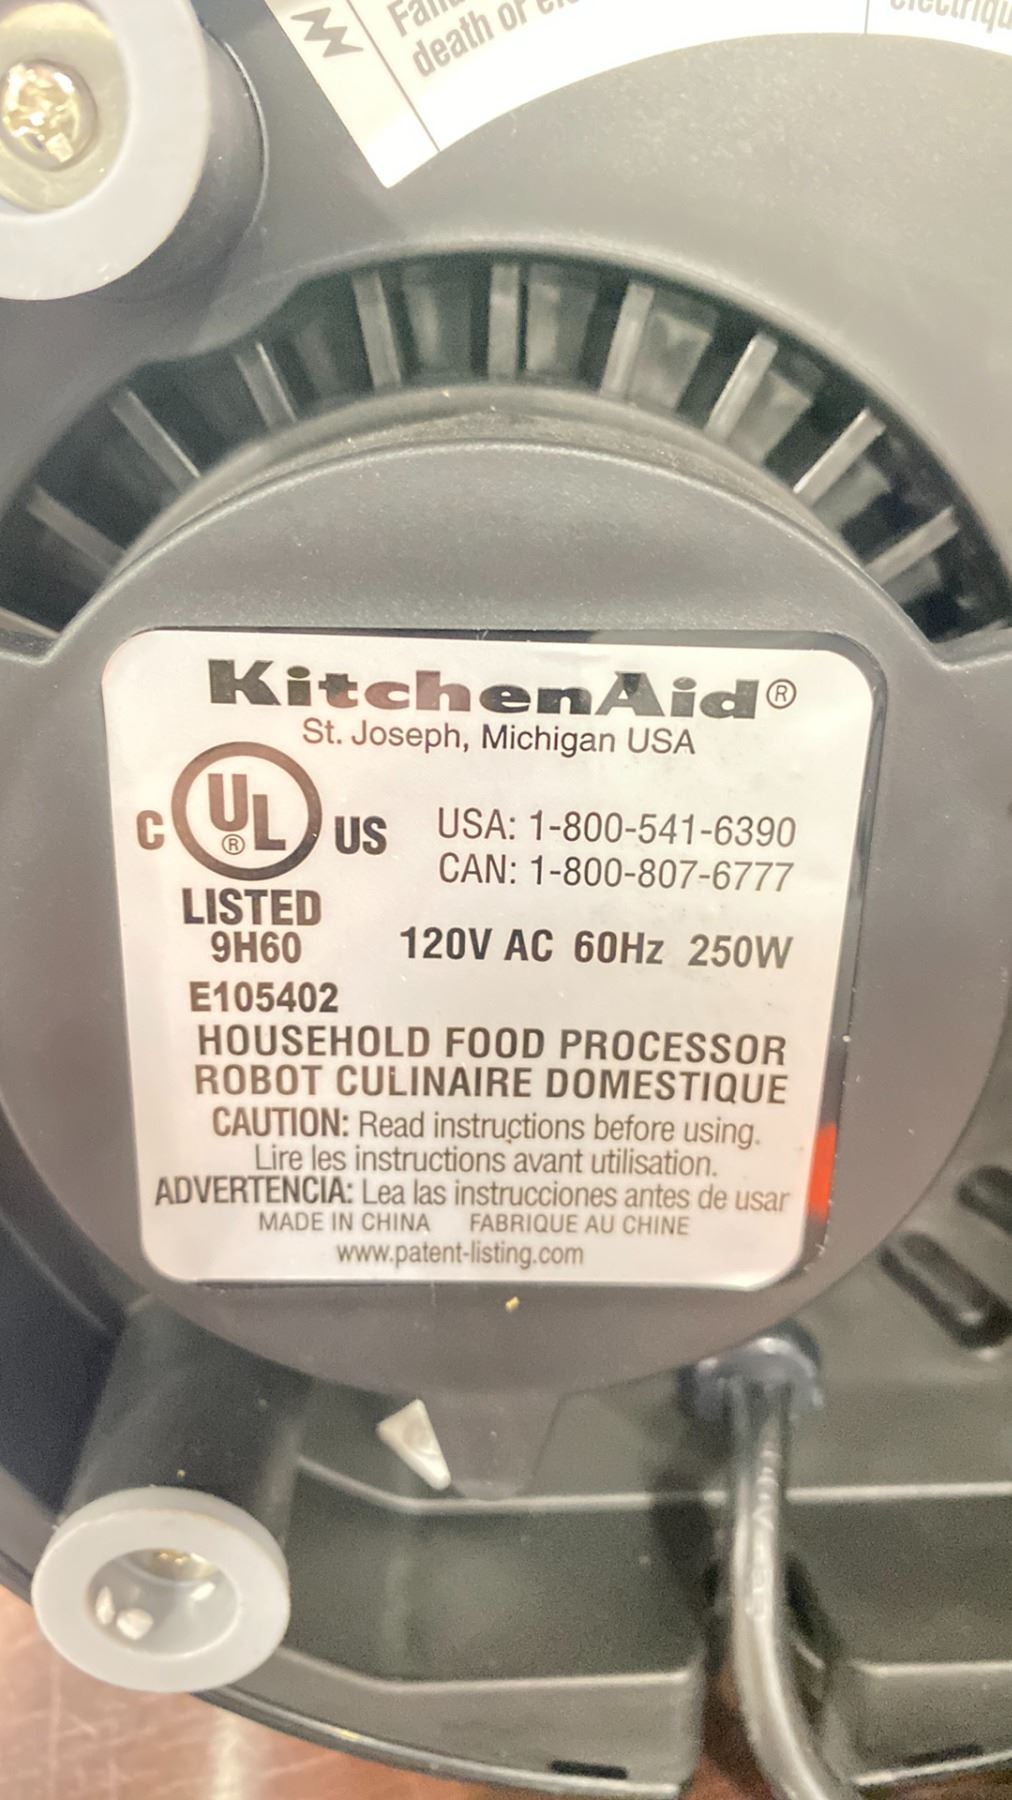 death or
KitchenAid®
St. Joseph, Michigan USA
C UL® US
USA: 1-800-541-6390
CAN: 1-800-807-6777
LISTED
9H60
120V AC 60Hz 250W
E105402
HOUSEHOLD FOOD PROCESSOR
ROBOT CULINAIRE DOMESTIQUE
CAUTION: Read instructions before using.
Lire les instructions avant utilisation.
ADVERTENCIA: Lea las instrucciones antes de usar
MADE IN CHINA FABRIQUE AU CHINE
www.patent-listing.com